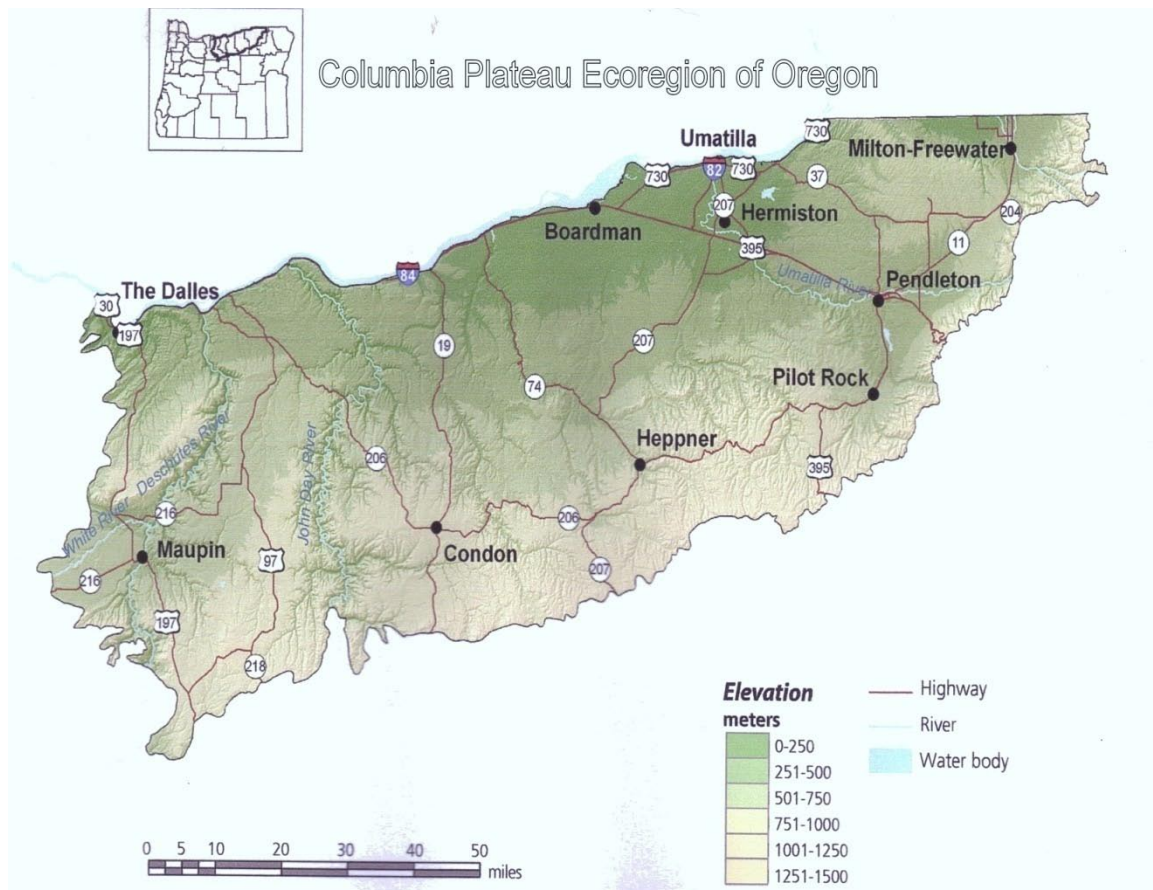 Columbia Plateau Ecoregion of Oregon
Umatilla
730
Milton-Freewater
82
730
730
37
207
Hermiston
204
Boardman
395
11
Umatilla River
Pendleton
84
The Dalles
30
197
19
207
Pilot Rock
74
Heppner
395
206
Deschutes River
John Day River
White River
216
206
Maupin
Condon
97
216
207
197
218
Elevation
meters
0-250
251-500
501-750
751-1000
1001-1250
1251-1500
Highway
River
Water body
0 5 10 20 30 40 50
miles